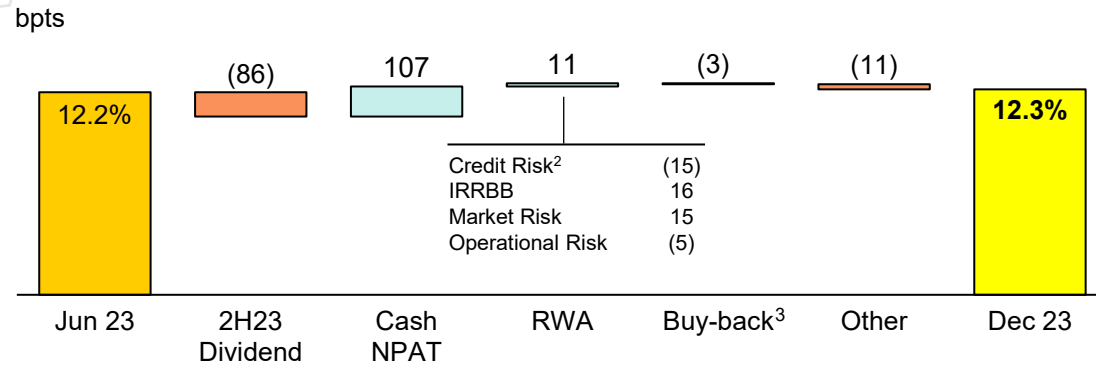 bpts
(86) 107 11 (3) (11)
12.2% 12.3%
Credit Risk² (15)
IRRBB 16
Market Risk 15
Operational Risk (5)
Jun 23 2H23 Cash RWA Buy-back³ Other Dec 23
Dividend NPAT